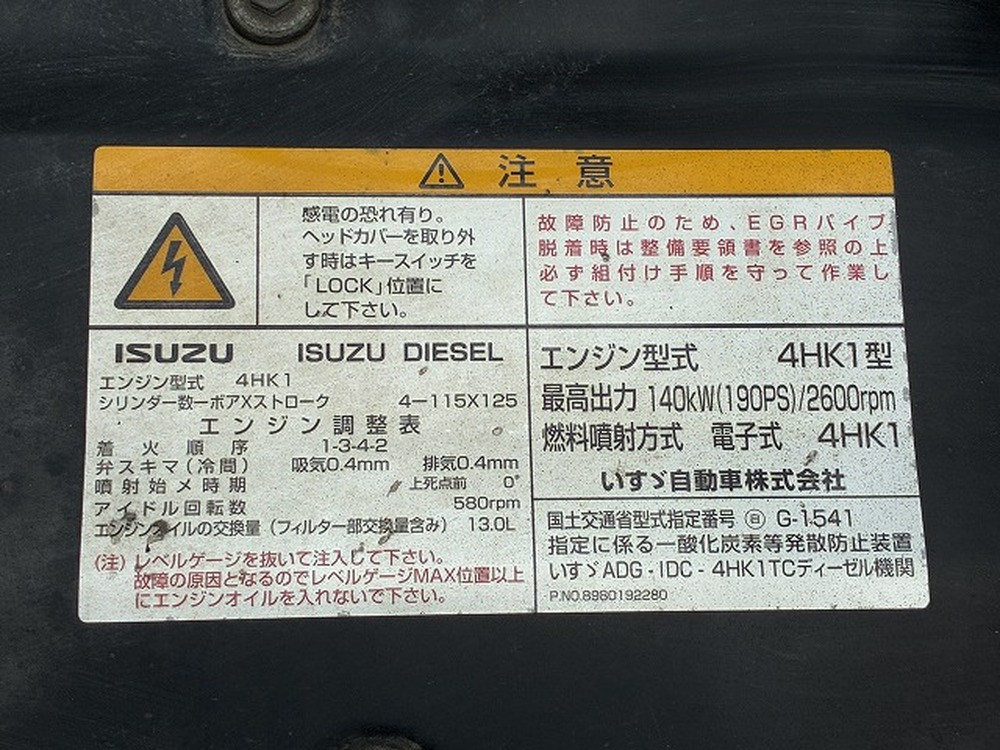 注意
感電の恐れ有り。
ヘッドカバーを取り外
す時はキースイッチを
「LOCK」位置に
して下さい。
故障防止のため、EGRパイプ
脱着時は整備要領書を参照の上
必ず組付け手順を守って作業し
て下さい。
ISUZU ISUZU DIESEL
エンジン型式 4HK1
シリンダー数ーボアXストローク 4-115X125
エンジン調整表
着火順序 1-3-4-2
弁スキマ(冷間) 吸気0.4mm 排気0.4mm
噴射始メ時期 上死点前 0°
アイドル回転数 580rpm
エンジンオイルの交換量(フィルター部交換量含み) 13.0L
(注) レベルゲージを抜いて注入して下さい。
故障の原因となるのでレベルゲージMAX位置以上
にエンジンオイルを入れないで下さい。
エンジン型式 4HK1型
最高出力 140kW(190PS)/2600rpm
燃料噴射方式 電子式 4HK1
いすゞ自動車株式会社
国土交通省型式指定番号 ㊐ G-1541
指定に係る一酸化炭素等発散防止装置
いすゞADG-IDC-4HK1TCディーゼル機関
P.NO.8980192280